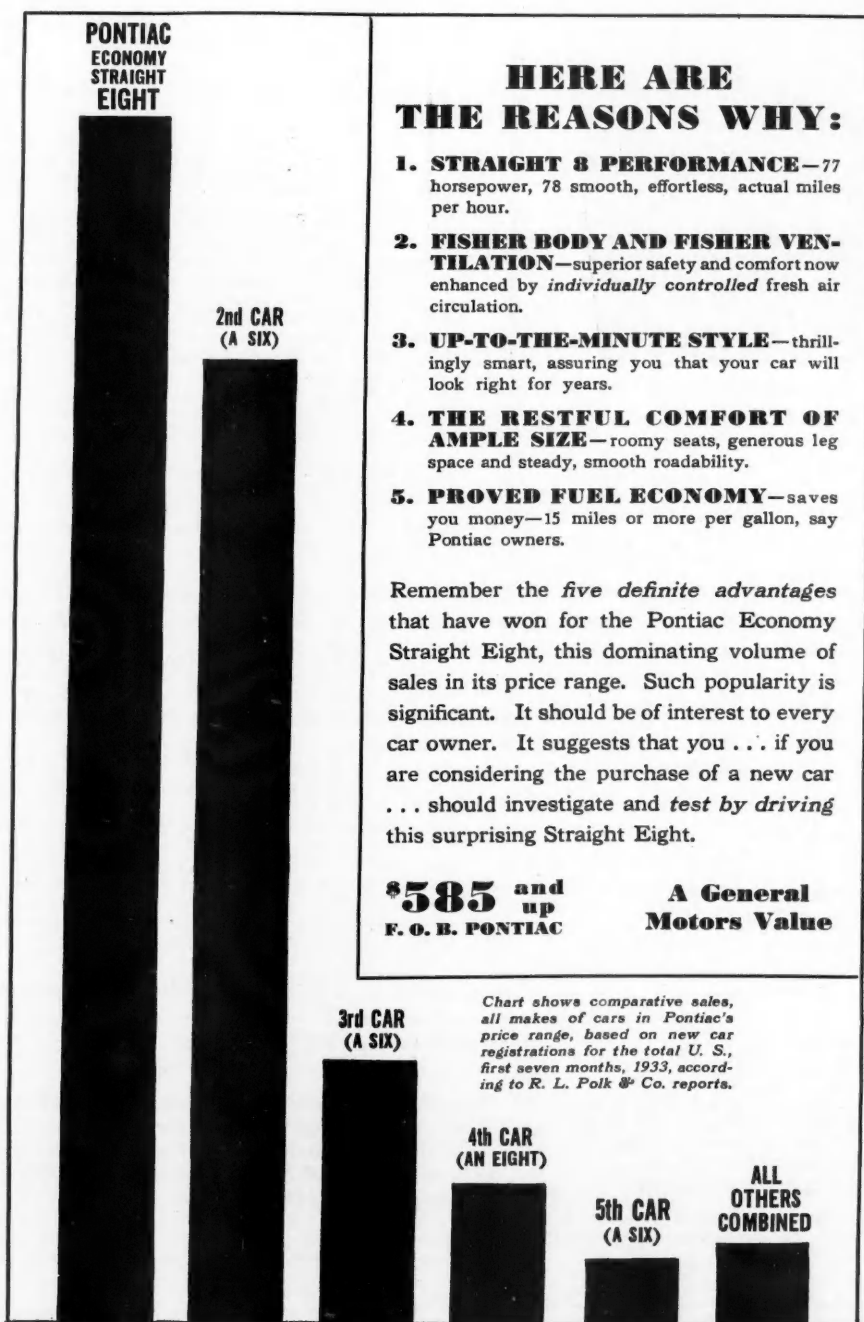 PONTIAC
ECONOMY
STRAIGHT
EIGHT
2nd CAR
(A SIX)
HERE ARE
THE REASONS WHY:
1. STRAIGHT 8 PERFORMANCE—77
horsepower, 78 smooth, effortless, actual miles
per hour.
2. FISHER BODY AND FISHER VEN-
TILATION—superior safety and comfort now
enhanced by individually controlled fresh air
circulation.
3. UP-TO-THE-MINUTE STYLE—thrill-
ingly smart, assuring you that your car will
look right for years.
4. THE RESTFUL COMFORT OF
AMPLE SIZE—roomy seats, generous leg
space and steady, smooth roadability.
5. PROVED FUEL ECONOMY—saves
you money—15 miles or more per gallon, say
Pontiac owners.
Remember the five definite advantages
that have won for the Pontiac Economy
Straight Eight, this dominating volume of
sales in its price range. Such popularity is
significant. It should be of interest to every
car owner. It suggests that you . . . if you
are considering the purchase of a new car
. . . should investigate and test by driving
this surprising Straight Eight.
$585 and up
F. O. B. PONTIAC
A General
Motors Value
Chart shows comparative sales,
all makes of cars in Pontiac's
price range, based on new car
registrations for the total U. S.,
first seven months, 1933, accord-
ing to R. L. Polk & Co. reports.
3rd CAR
(A SIX)
4th CAR
(AN EIGHT)
5th CAR
(A SIX)
ALL
OTHERS
COMBINED